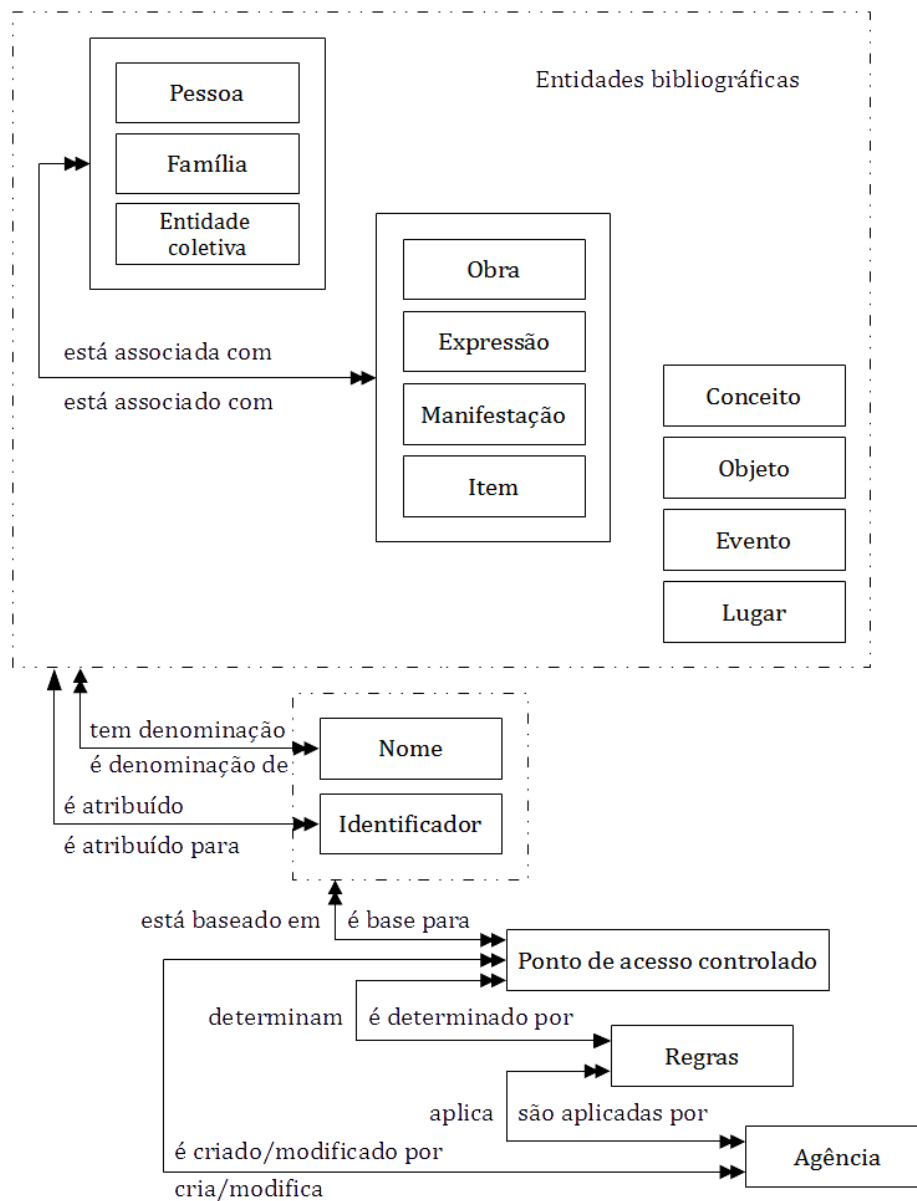 Entidades bibliográficas
Pessoa
Família
Entidade
coletiva
Obra
Expressão
Manifestação
Item
está associada com
está associado com
Conceito
Objeto
Evento
Lugar
tem denominação
é denominação de
Nome
é atribuído
é atribuído para
Identificador
está baseado em
é base para
Ponto de acesso controlado
determinam
é determinado por
Regras
aplica
são aplicadas por
é criado/modificado por
cria/modifica
Agência